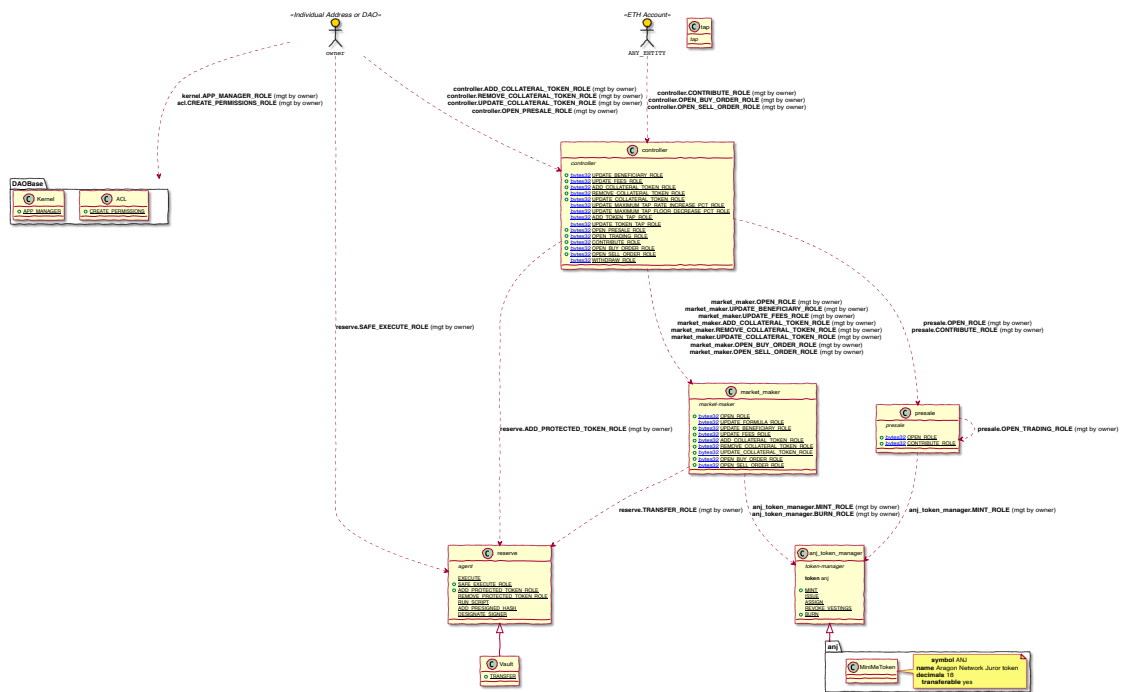 «Individual Address or DAO»
owner
«ETH Account»
ANY_ENTITY
C tap
tap
kernel.APP_MANAGER_ROLE (mgt by owner)
acl.CREATE_PERMISSIONS_ROLE (mgt by owner)
controller.ADD_COLLATERAL_TOKEN_ROLE (mgt by owner)
controller.REMOVE_COLLATERAL_TOKEN_ROLE (mgt by owner)
controller.UPDATE_COLLATERAL_TOKEN_ROLE (mgt by owner)
controller.OPEN_PRESALE_ROLE (mgt by owner)
controller.CONTRIBUTE_ROLE (mgt by owner)
controller.OPEN_BUY_ORDER_ROLE (mgt by owner)
controller.OPEN_SELL_ORDER_ROLE (mgt by owner)
DAOBase
C Kernel
APP_MANAGER
C ACL
CREATE_PERMISSIONS
C controller
controller
bytes32 UPDATE_BENEFICIARY_ROLE
bytes32 UPDATE_FEES_ROLE
bytes32 ADD_COLLATERAL_TOKEN_ROLE
bytes32 REMOVE_COLLATERAL_TOKEN_ROLE
bytes32 UPDATE_COLLATERAL_TOKEN_ROLE
bytes32 UPDATE_MAXIMUM_TAP_RATE_INCREASE_PCT_ROLE
bytes32 UPDATE_MAXIMUM_TAP_FLOOR_DECREASE_PCT_ROLE
bytes32 ADD_TOKEN_TAP_ROLE
bytes32 UPDATE_TOKEN_TAP_ROLE
bytes32 OPEN_PRESALE_ROLE
bytes32 OPEN_TRADING_ROLE
bytes32 CONTRIBUTE_ROLE
bytes32 OPEN_BUY_ORDER_ROLE
bytes32 OPEN_SELL_ORDER_ROLE
bytes32 WITHDRAW_ROLE
reserve.SAFE_EXECUTE_ROLE (mgt by owner)
market_maker.OPEN_ROLE (mgt by owner)
market_maker.UPDATE_BENEFICIARY_ROLE (mgt by owner)
market_maker.UPDATE_FEES_ROLE (mgt by owner)
market_maker.ADD_COLLATERAL_TOKEN_ROLE (mgt by owner)
market_maker.REMOVE_COLLATERAL_TOKEN_ROLE (mgt by owner)
market_maker.UPDATE_COLLATERAL_TOKEN_ROLE (mgt by owner)
market_maker.OPEN_BUY_ORDER_ROLE (mgt by owner)
market_maker.OPEN_SELL_ORDER_ROLE (mgt by owner)
presale.OPEN_ROLE (mgt by owner)
presale.CONTRIBUTE_ROLE (mgt by owner)
reserve.ADD_PROTECTED_TOKEN_ROLE (mgt by owner)
C market_maker
market-maker
bytes32 OPEN_ROLE
bytes32 UPDATE_FORMULA_ROLE
bytes32 UPDATE_BENEFICIARY_ROLE
bytes32 UPDATE_FEES_ROLE
bytes32 ADD_COLLATERAL_TOKEN_ROLE
bytes32 REMOVE_COLLATERAL_TOKEN_ROLE
bytes32 UPDATE_COLLATERAL_TOKEN_ROLE
bytes32 OPEN_BUY_ORDER_ROLE
bytes32 OPEN_SELL_ORDER_ROLE
C presale
presale
bytes32 OPEN_ROLE
bytes32 CONTRIBUTE_ROLE
presale.OPEN_TRADING_ROLE (mgt by owner)
reserve.TRANSFER_ROLE (mgt by owner)
anj_token_manager.MINT_ROLE (mgt by owner)
anj_token_manager.BURN_ROLE (mgt by owner)
anj_token_manager.MINT_ROLE (mgt by owner)
C reserve
agent
EXECUTE
SAFE_EXECUTE_ROLE
ADD_PROTECTED_TOKEN_ROLE
REMOVE_PROTECTED_TOKEN_ROLE
RUN_SCRIPT
ADD_PRESIGNED_HASH
DESIGNATE_SIGNER
C anj_token_manager
token-manager
token anj
MINT
ISSUE
ASSIGN
REVOKE_VESTINGS
BURN
C Vault
TRANSFER
anj
C MiniMeToken
symbol ANJ
name Aragon Network Juror token
decimals 18
transferable yes